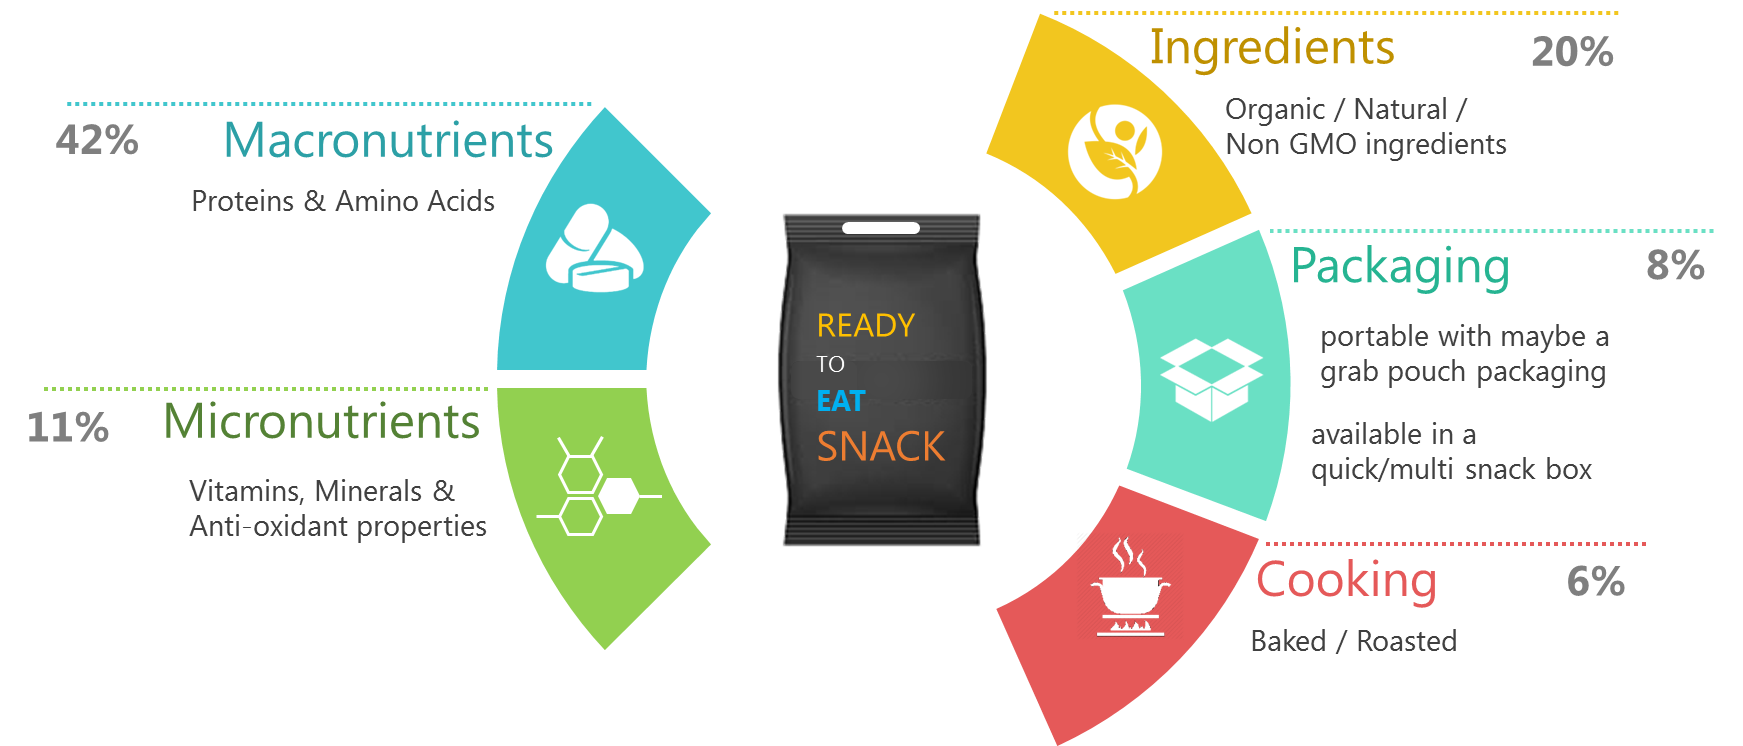 42%
Macronutrients
Proteins & Amino Acids
11%
Micronutrients
Vitamins, Minerals &
Anti-oxidant properties
READY
TO
EAT
SNACK
Ingredients
20%
Organic / Natural /
Non GMO ingredients
Packaging
8%
portable with maybe a
grab pouch packaging
available in a
quick/multi snack box
Cooking
6%
Baked / Roasted